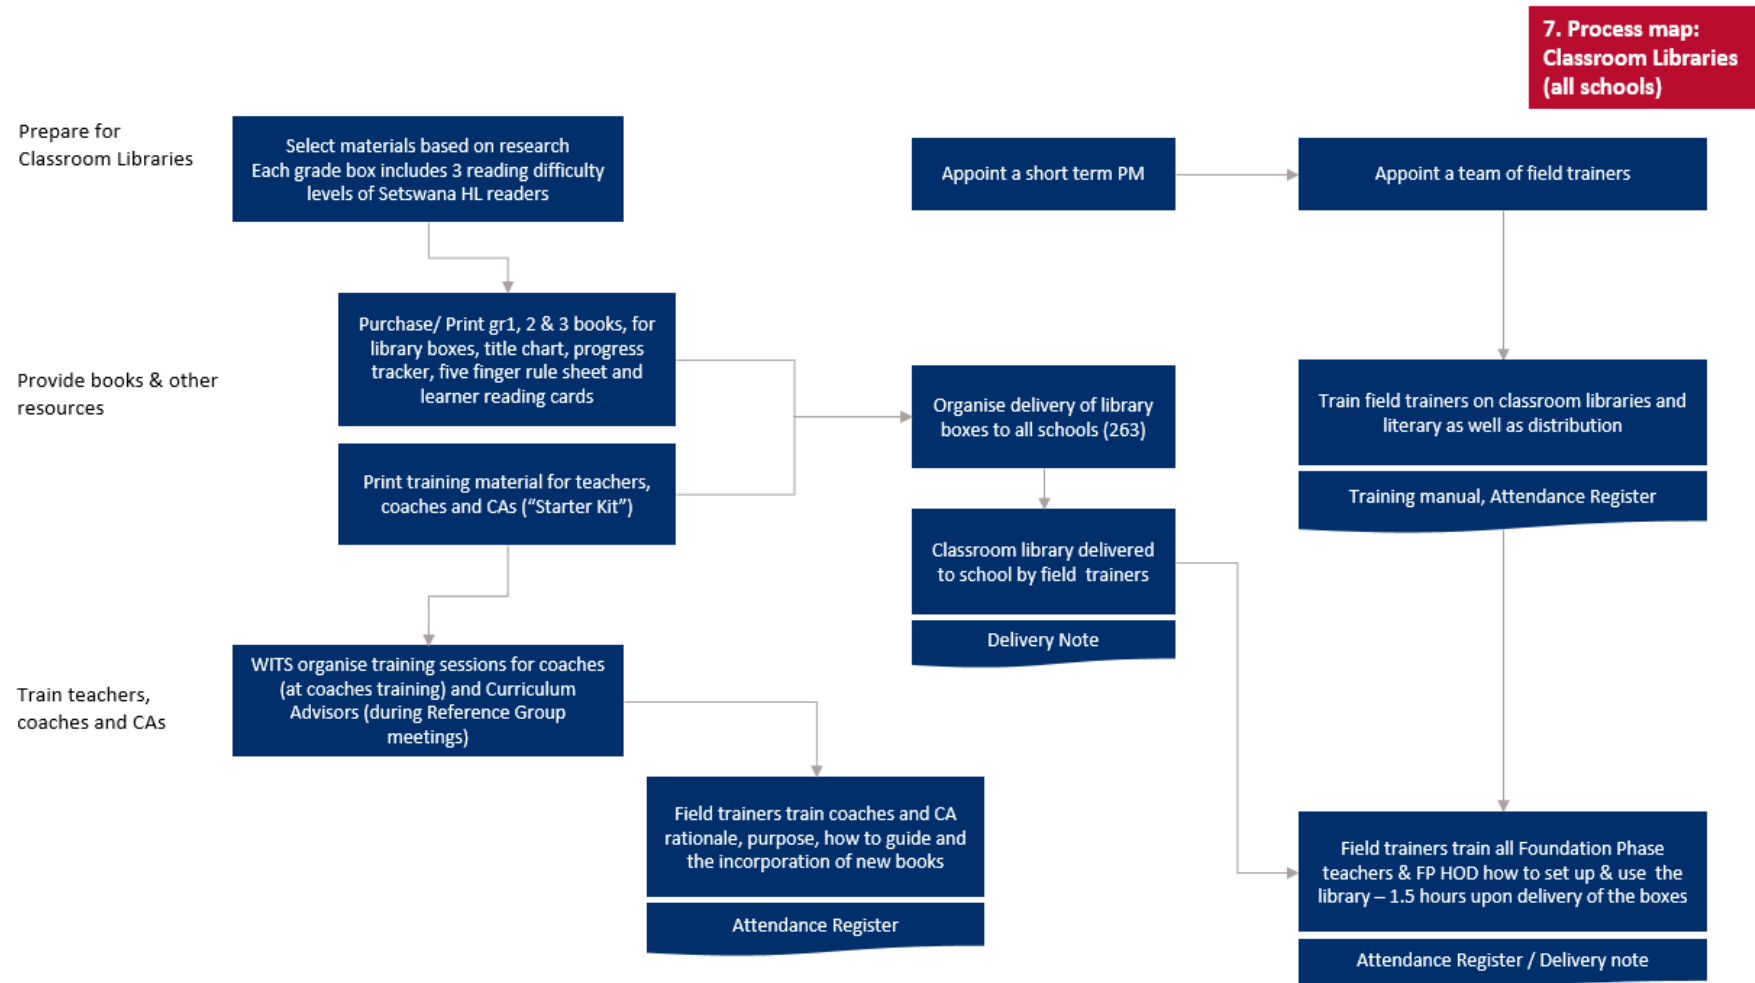 7. Process map:
Classroom Libraries
(all schools)
Prepare for
Classroom Libraries
Select materials based on research
Each grade box includes 3 reading difficulty
levels of Setswana HL readers
Appoint a short term PM
Appoint a team of field trainers
Provide books & other
resources
Purchase/ Print gr1, 2 & 3 books, for
library boxes, title chart, progress
tracker, five finger rule sheet and
learner reading cards
Print training material for teachers,
coaches and CAs (“Starter Kit”)
Organise delivery of library
boxes to all schools (263)
Classroom library delivered
to school by field trainers
Delivery Note
Train field trainers on classroom libraries and
literary as well as distribution
Training manual, Attendance Register
Train teachers,
coaches and CAs
WITS organise training sessions for coaches
(at coaches training) and Curriculum
Advisors (during Reference Group
meetings)
Field trainers train coaches and CA
rationale, purpose, how to guide and
the incorporation of new books
Attendance Register
Field trainers train all Foundation Phase
teachers & FP HOD how to set up & use the
library – 1.5 hours upon delivery of the boxes
Attendance Register / Delivery note